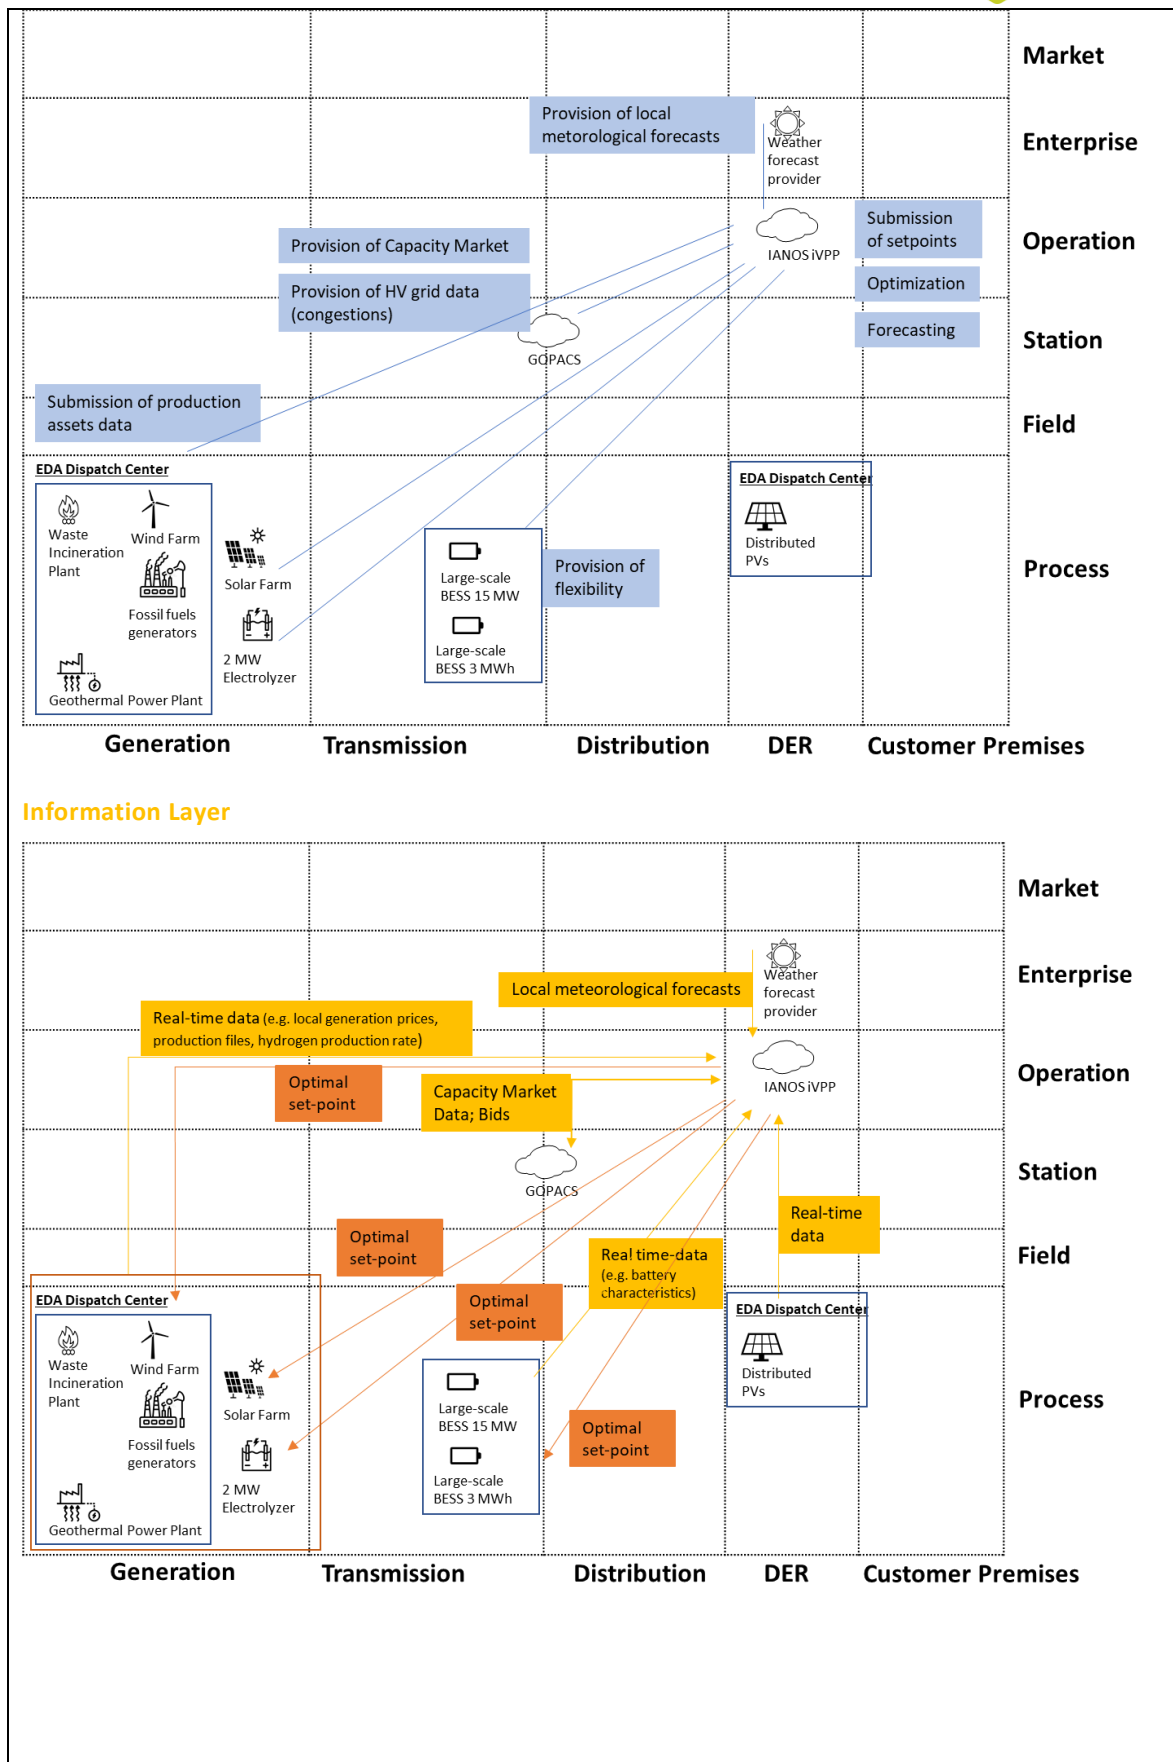 Market
Provision of local
metorological forecasts
Weather
forecast
provider
Enterprise
Provision of Capacity Market
IANOS iVPP
Submission
of setpoints
Operation
Optimization
Provision of HV grid data
(congestions)
GOPACS
Forecasting
Station
Submission of production
assets data
Field
EDA Dispatch Center
Waste
Incineration
Plant
Wind Farm
Fossil fuels
generators
Geothermal Power Plant
Solar Farm
2 MW
Electrolyzer
Large-scale
BESS 15 MW
Large-scale
BESS 3 MWh
Provision of
flexibility
EDA Dispatch Center
Distributed
PVs
Process
Generation
Transmission
Distribution
DER
Customer Premises
Information Layer
Market
Local meteorological forecasts
Weather
forecast
provider
Enterprise
Real-time data (e.g. local generation prices,
production files, hydrogen production rate)
Optimal
set-point
Capacity Market
Data; Bids
IANOS iVPP
Operation
GOPACS
Station
Optimal
set-point
Real time-data
(e.g. battery
characteristics)
Real-time
data
Field
Optimal
set-point
EDA Dispatch Center
Waste
Incineration
Plant
Wind Farm
Fossil fuels
generators
Geothermal Power Plant
Solar Farm
2 MW
Electrolyzer
Large-scale
BESS 15 MW
Large-scale
BESS 3 MWh
Optimal
set-point
EDA Dispatch Center
Distributed
PVs
Process
Generation
Transmission
Distribution
DER
Customer Premises